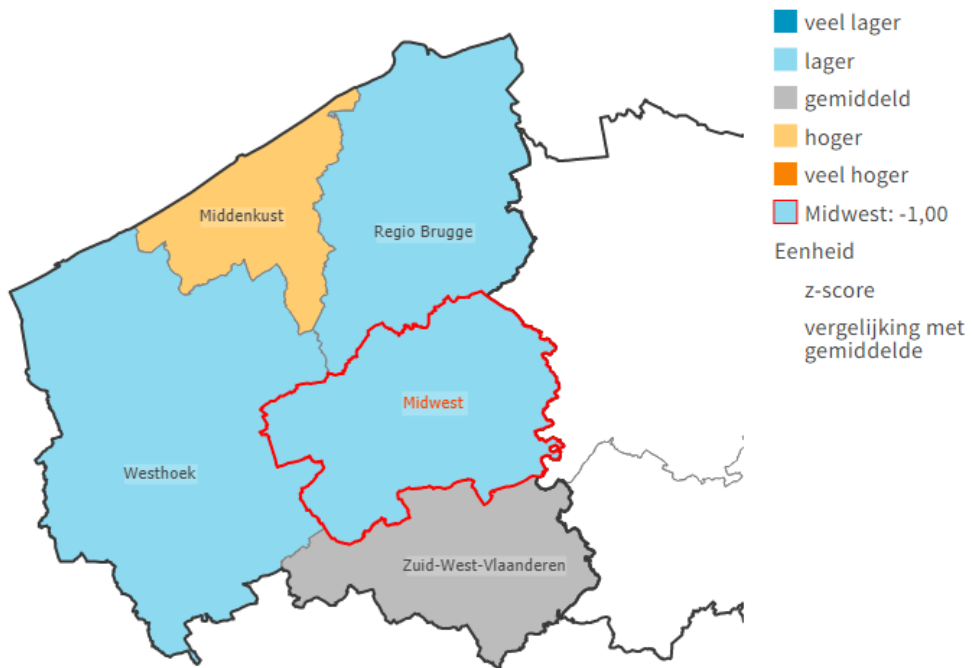 veel lager
lager
gemiddeld
hoger
veel hoger
Midwest: -1,00
Eenheid
z-score
vergelijking met
gemiddelde
Middenkust
Regio Brugge
Midwest
Westhoek
Zuid-West-Vlaanderen